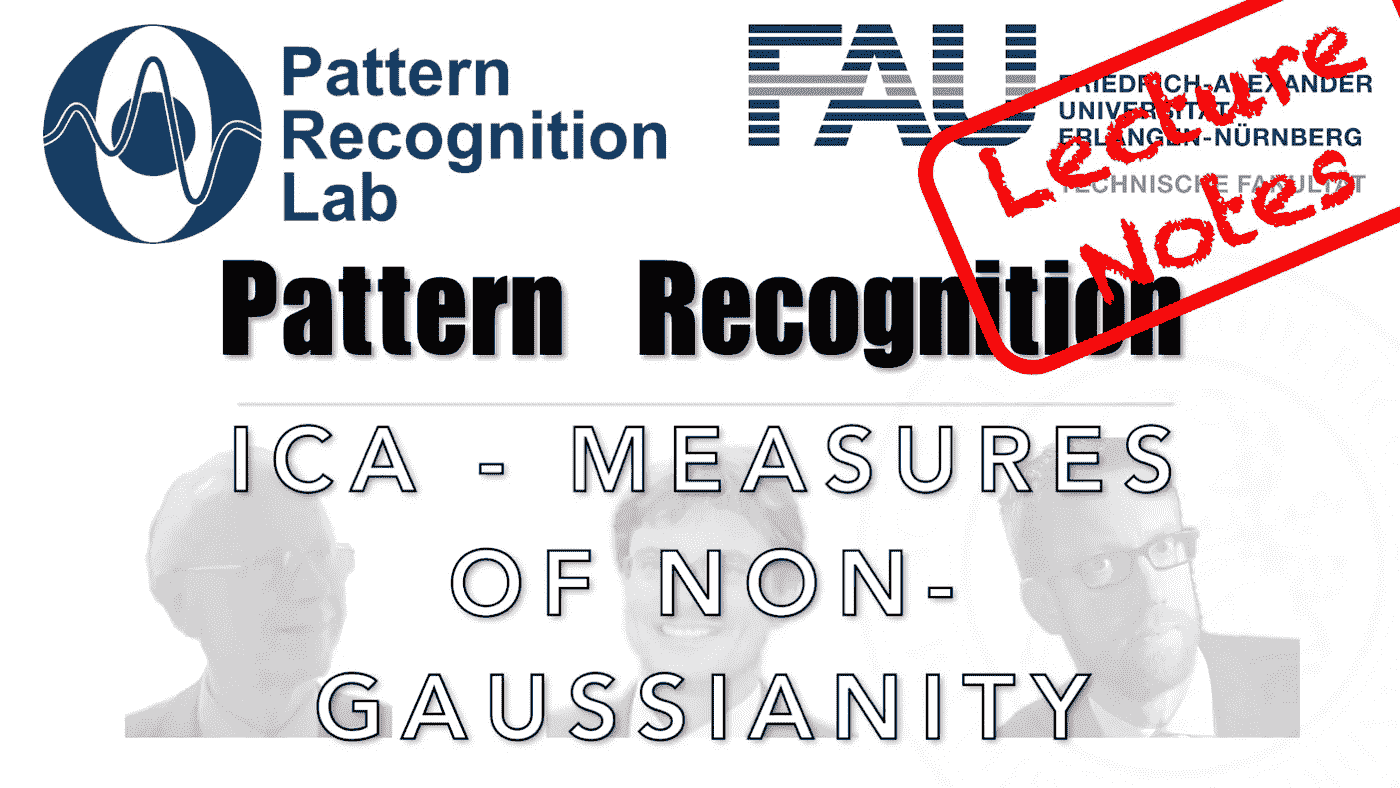 Pattern
Recognition
Lab
FAU
FRIEDRICH-ALEXANDER
UNIVERSITÄT
ERLANGEN-NÜRNBERG
TECHNISCHE FAKULTÄT
Lecture
Notes
Pattern Recognition
ICA - MEASURES
OF NON-
GAUSSIANITY